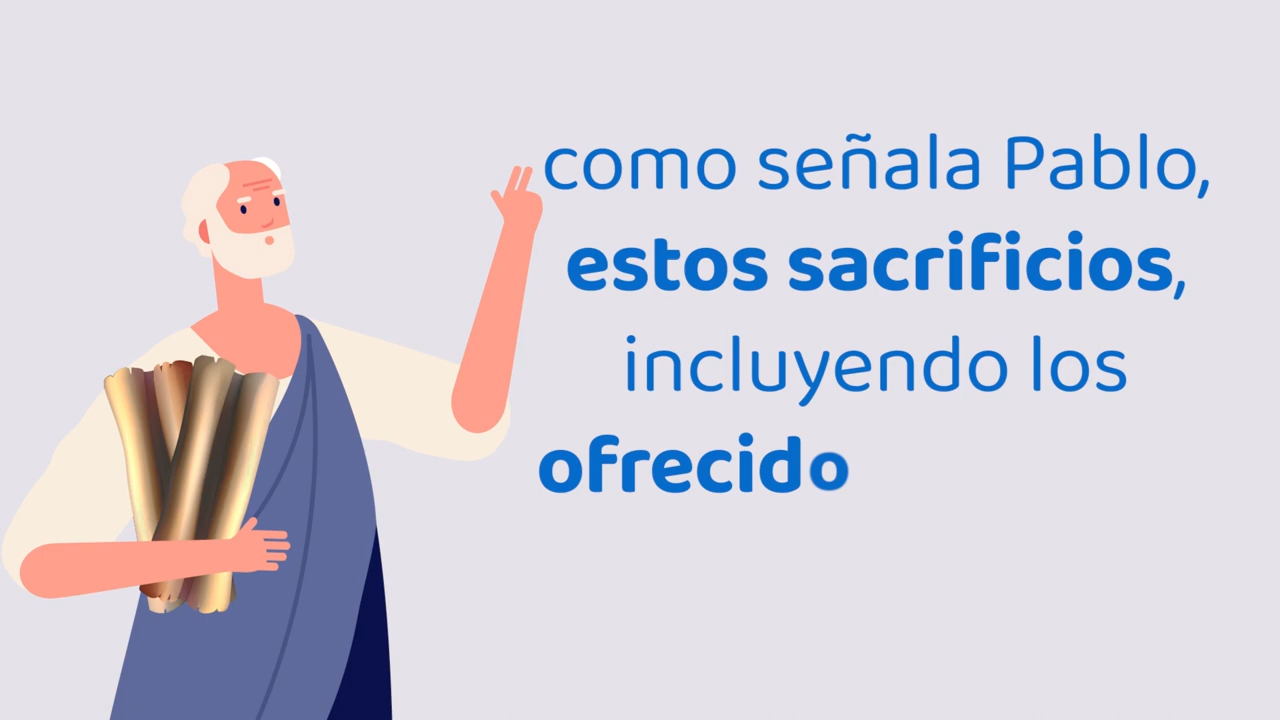 como señala Pablo,
estos sacrificios,
incluyendo los
ofrecido